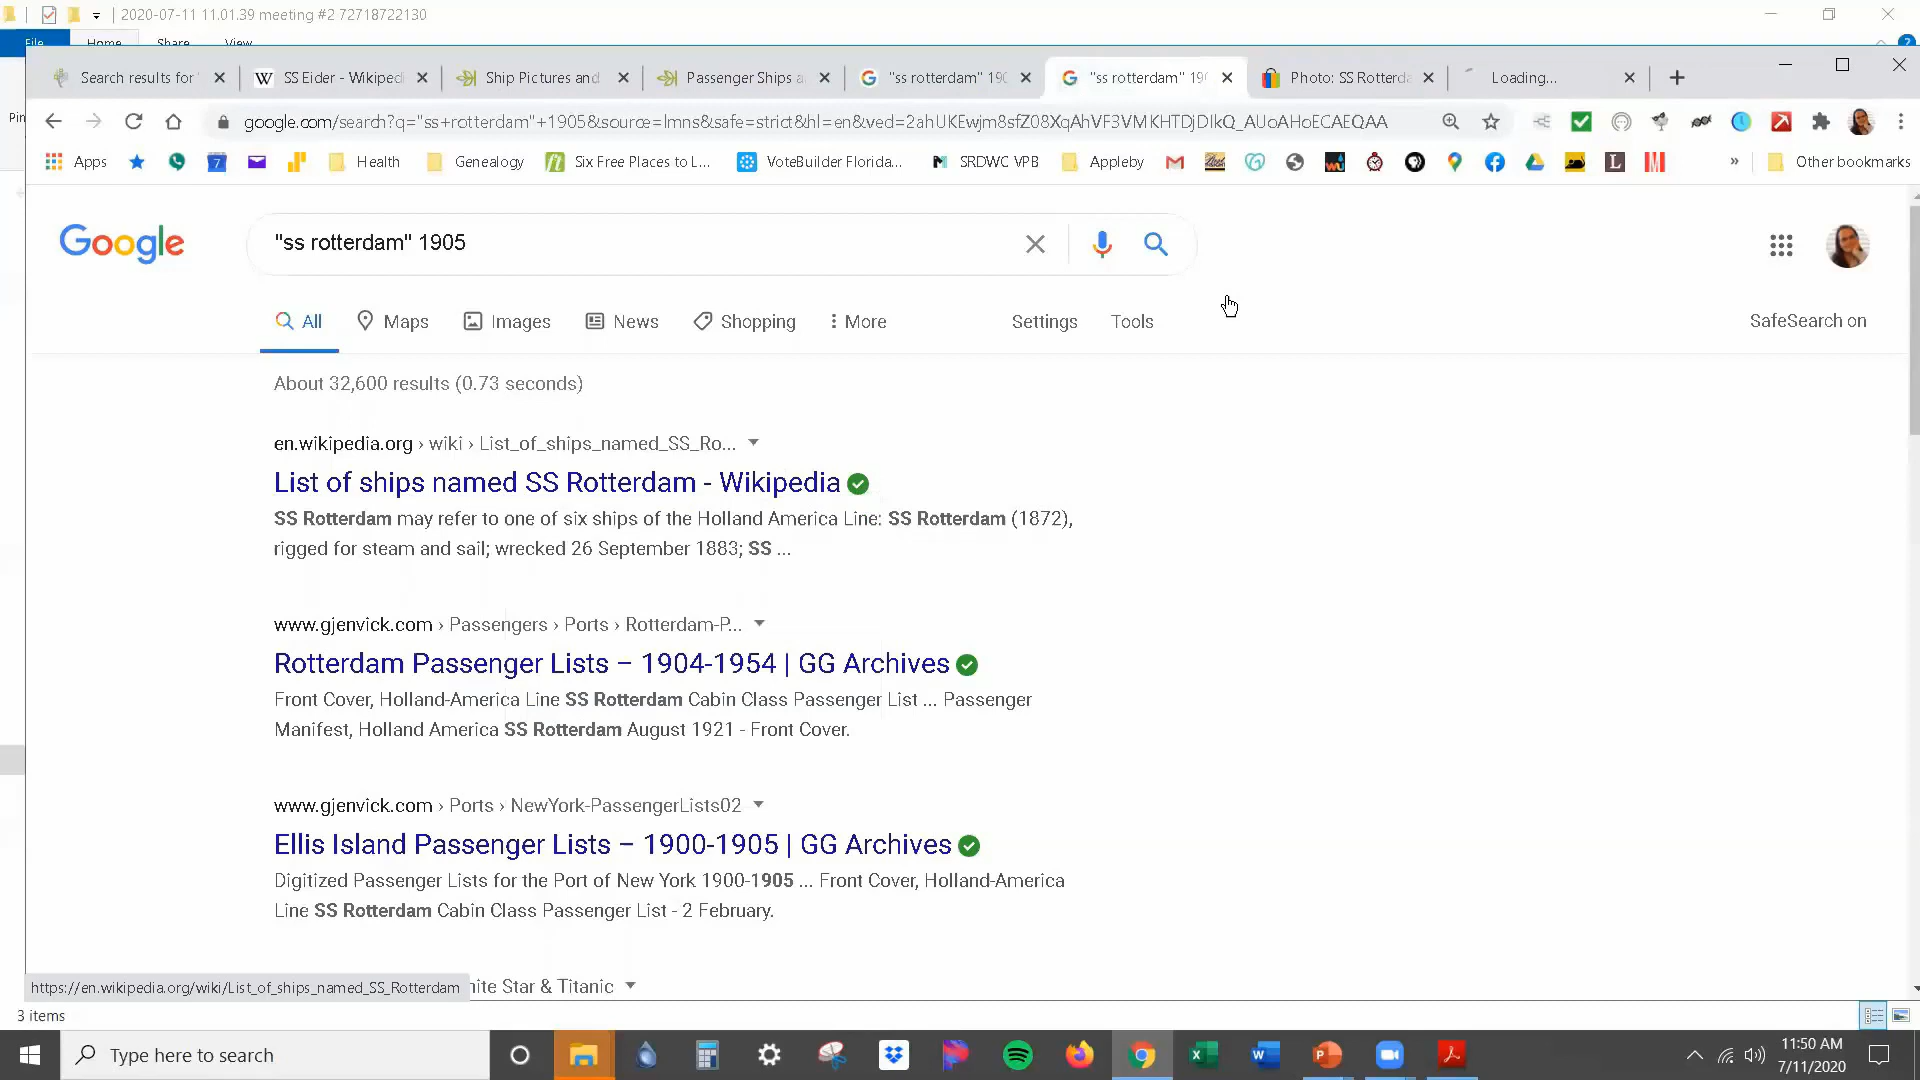 2020-07-11 11.01.39 meeting #2 72718722130
File Home Share View
Search results for SS Eider - Wikiped Ship Pictures and Passenger Ships a "ss rotterdam" 190 "ss rotterdam" 19 Photo: SS Rotterda Loading...
google.com/search?q="ss+rotterdam"+1905&source=lmns&safe=strict&hl=en&ved=2ahUKEwjm8sfZ08XqAhVF3VMKHTDjDIkQ_AUoAHoECAEQAA
Pin
Apps 7 Health Genealogy Six Free Places to L... VoteBuilder Florida... SRDWC VPB Appleby » Other bookmarks
Google "ss rotterdam" 1905
All Maps Images News Shopping More Settings Tools SafeSearch on
About 32,600 results (0.73 seconds)
en.wikipedia.org › wiki › List_of_ships_named_SS_Ro...
List of ships named SS Rotterdam - Wikipedia
SS Rotterdam may refer to one of six ships of the Holland America Line: SS Rotterdam (1872),
rigged for steam and sail; wrecked 26 September 1883; SS ...
www.gjenvick.com › Passengers › Ports › Rotterdam-P...
Rotterdam Passenger Lists – 1904-1954 | GG Archives
Front Cover, Holland-America Line SS Rotterdam Cabin Class Passenger List ... Passenger
Manifest, Holland America SS Rotterdam August 1921 - Front Cover.
www.gjenvick.com › Ports › NewYork-PassengerLists02
Ellis Island Passenger Lists – 1900-1905 | GG Archives
Digitized Passenger Lists for the Port of New York 1900-1905 ... Front Cover, Holland-America
Line SS Rotterdam Cabin Class Passenger List - 2 February.
https://en.wikipedia.org/wiki/List_of_ships_named_SS_Rotterdam hite Star & Titanic
3 items
Type here to search
11:50 AM
7/11/2020